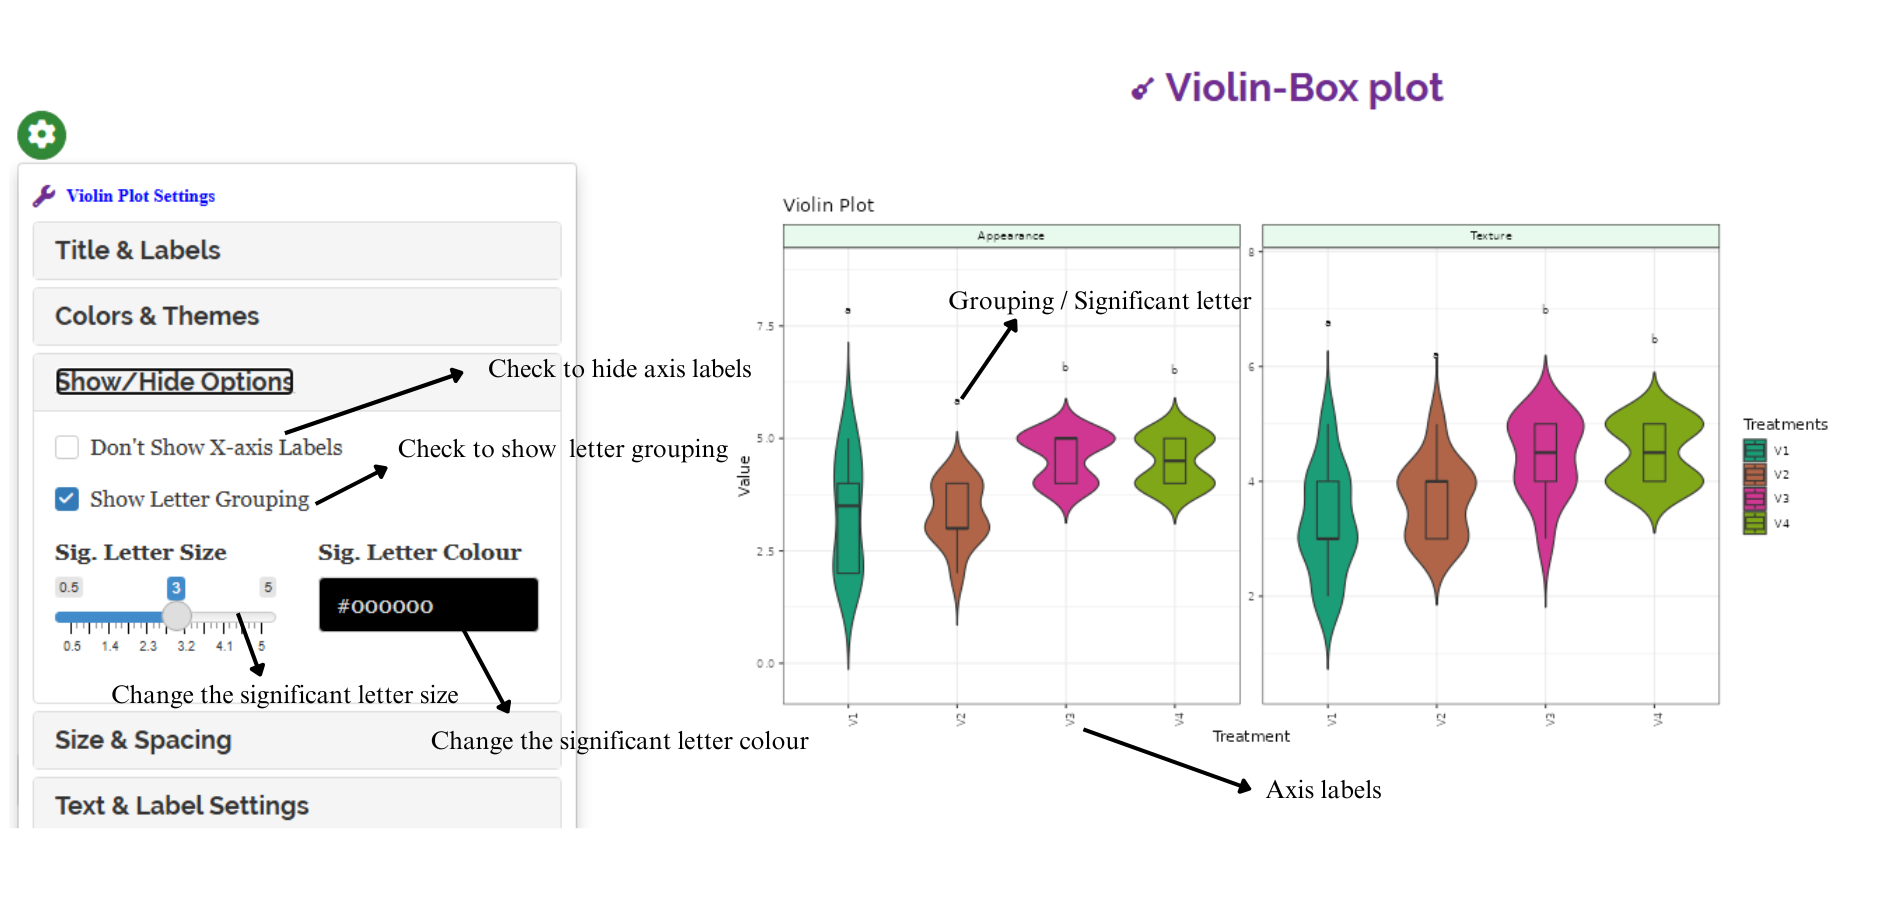 Violin-Box plot
Violin Plot Settings
Title & Labels
Colors & Themes
Show/Hide Options
Check to hide axis labels
Don't Show X-axis Labels
Check to show letter grouping
Show Letter Grouping
Sig. Letter Size
Sig. Letter Colour
0.5 3 5
#000000
0.5 1.4 2.3 3.2 4.1 5
Change the significant letter size
Change the significant letter colour
Size & Spacing
Text & Label Settings
Violin Plot
Appearance
Texture
Grouping / Significant letter
a
a
b
b
a
a
b
b
7.5
5.0
2.5
0.0
Value
8
6
4
2
V1 V2 V3 V4
V1 V2 V3 V4
Treatment
Axis labels
Treatments
V1
V2
V3
V4